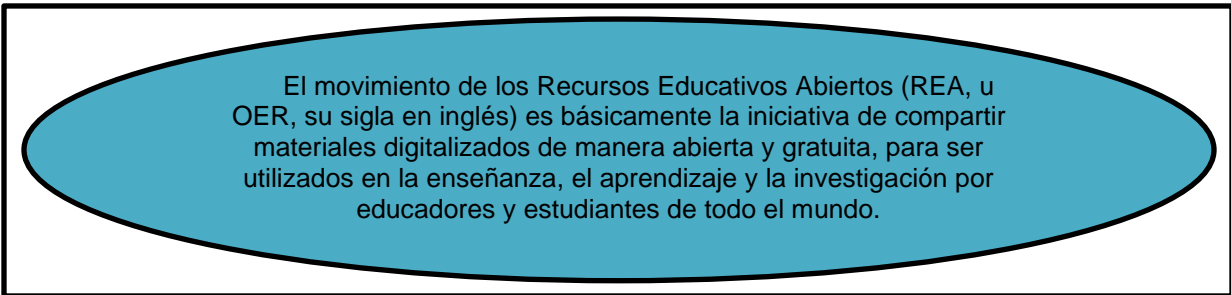 El movimiento de los Recursos Educativos Abiertos (REA, u
OER, su sigla en inglés) es básicamente la iniciativa de compartir
materiales digitalizados de manera abierta y gratuita, para ser
utilizados en la enseñanza, el aprendizaje y la investigación por
educadores y estudiantes de todo el mundo.